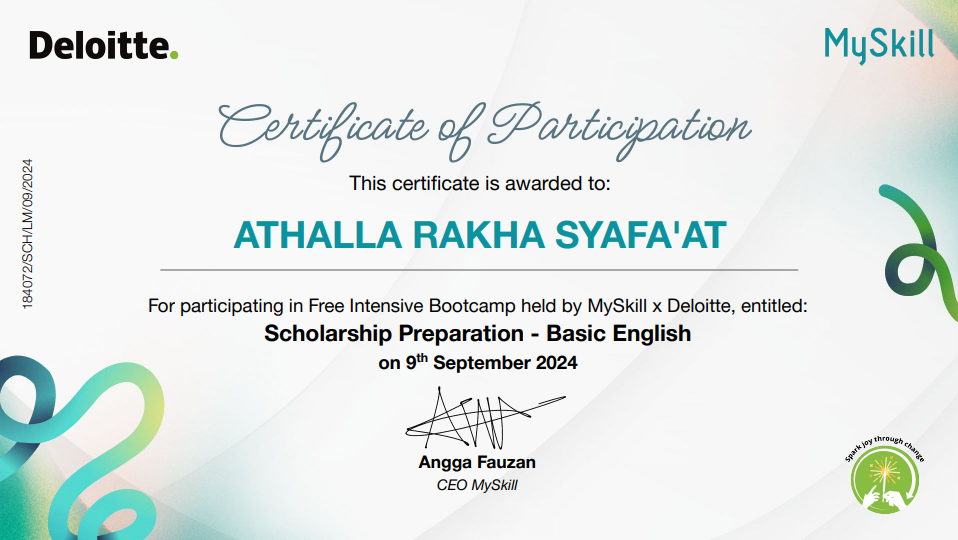 Deloitte.
MySkill
Certificate of Participation
This certificate is awarded to:
ATHALLA RAKHA SYAFA'AT
184072/SCH/LM/09/2024
For participating in Free Intensive Bootcamp held by MySkill x Deloitte, entitled:
Scholarship Preparation - Basic English
on 9th September 2024
Angga Fauzan
CEO MySkill
Spark joy through change